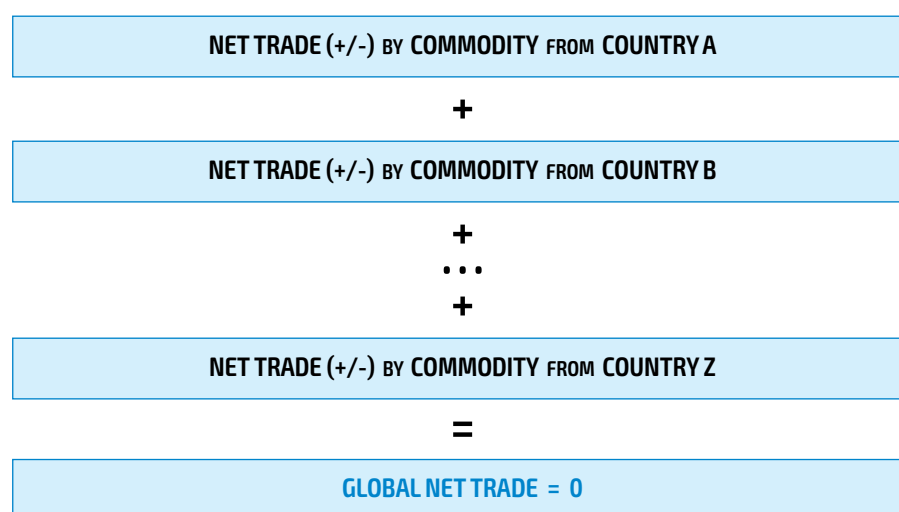 NET TRADE (+/-) BY COMMODITY FROM COUNTRY A
+
NET TRADE (+/-) BY COMMODITY FROM COUNTRY B
+
...
+
NET TRADE (+/-) BY COMMODITY FROM COUNTRY Z
=
GLOBAL NET TRADE = 0